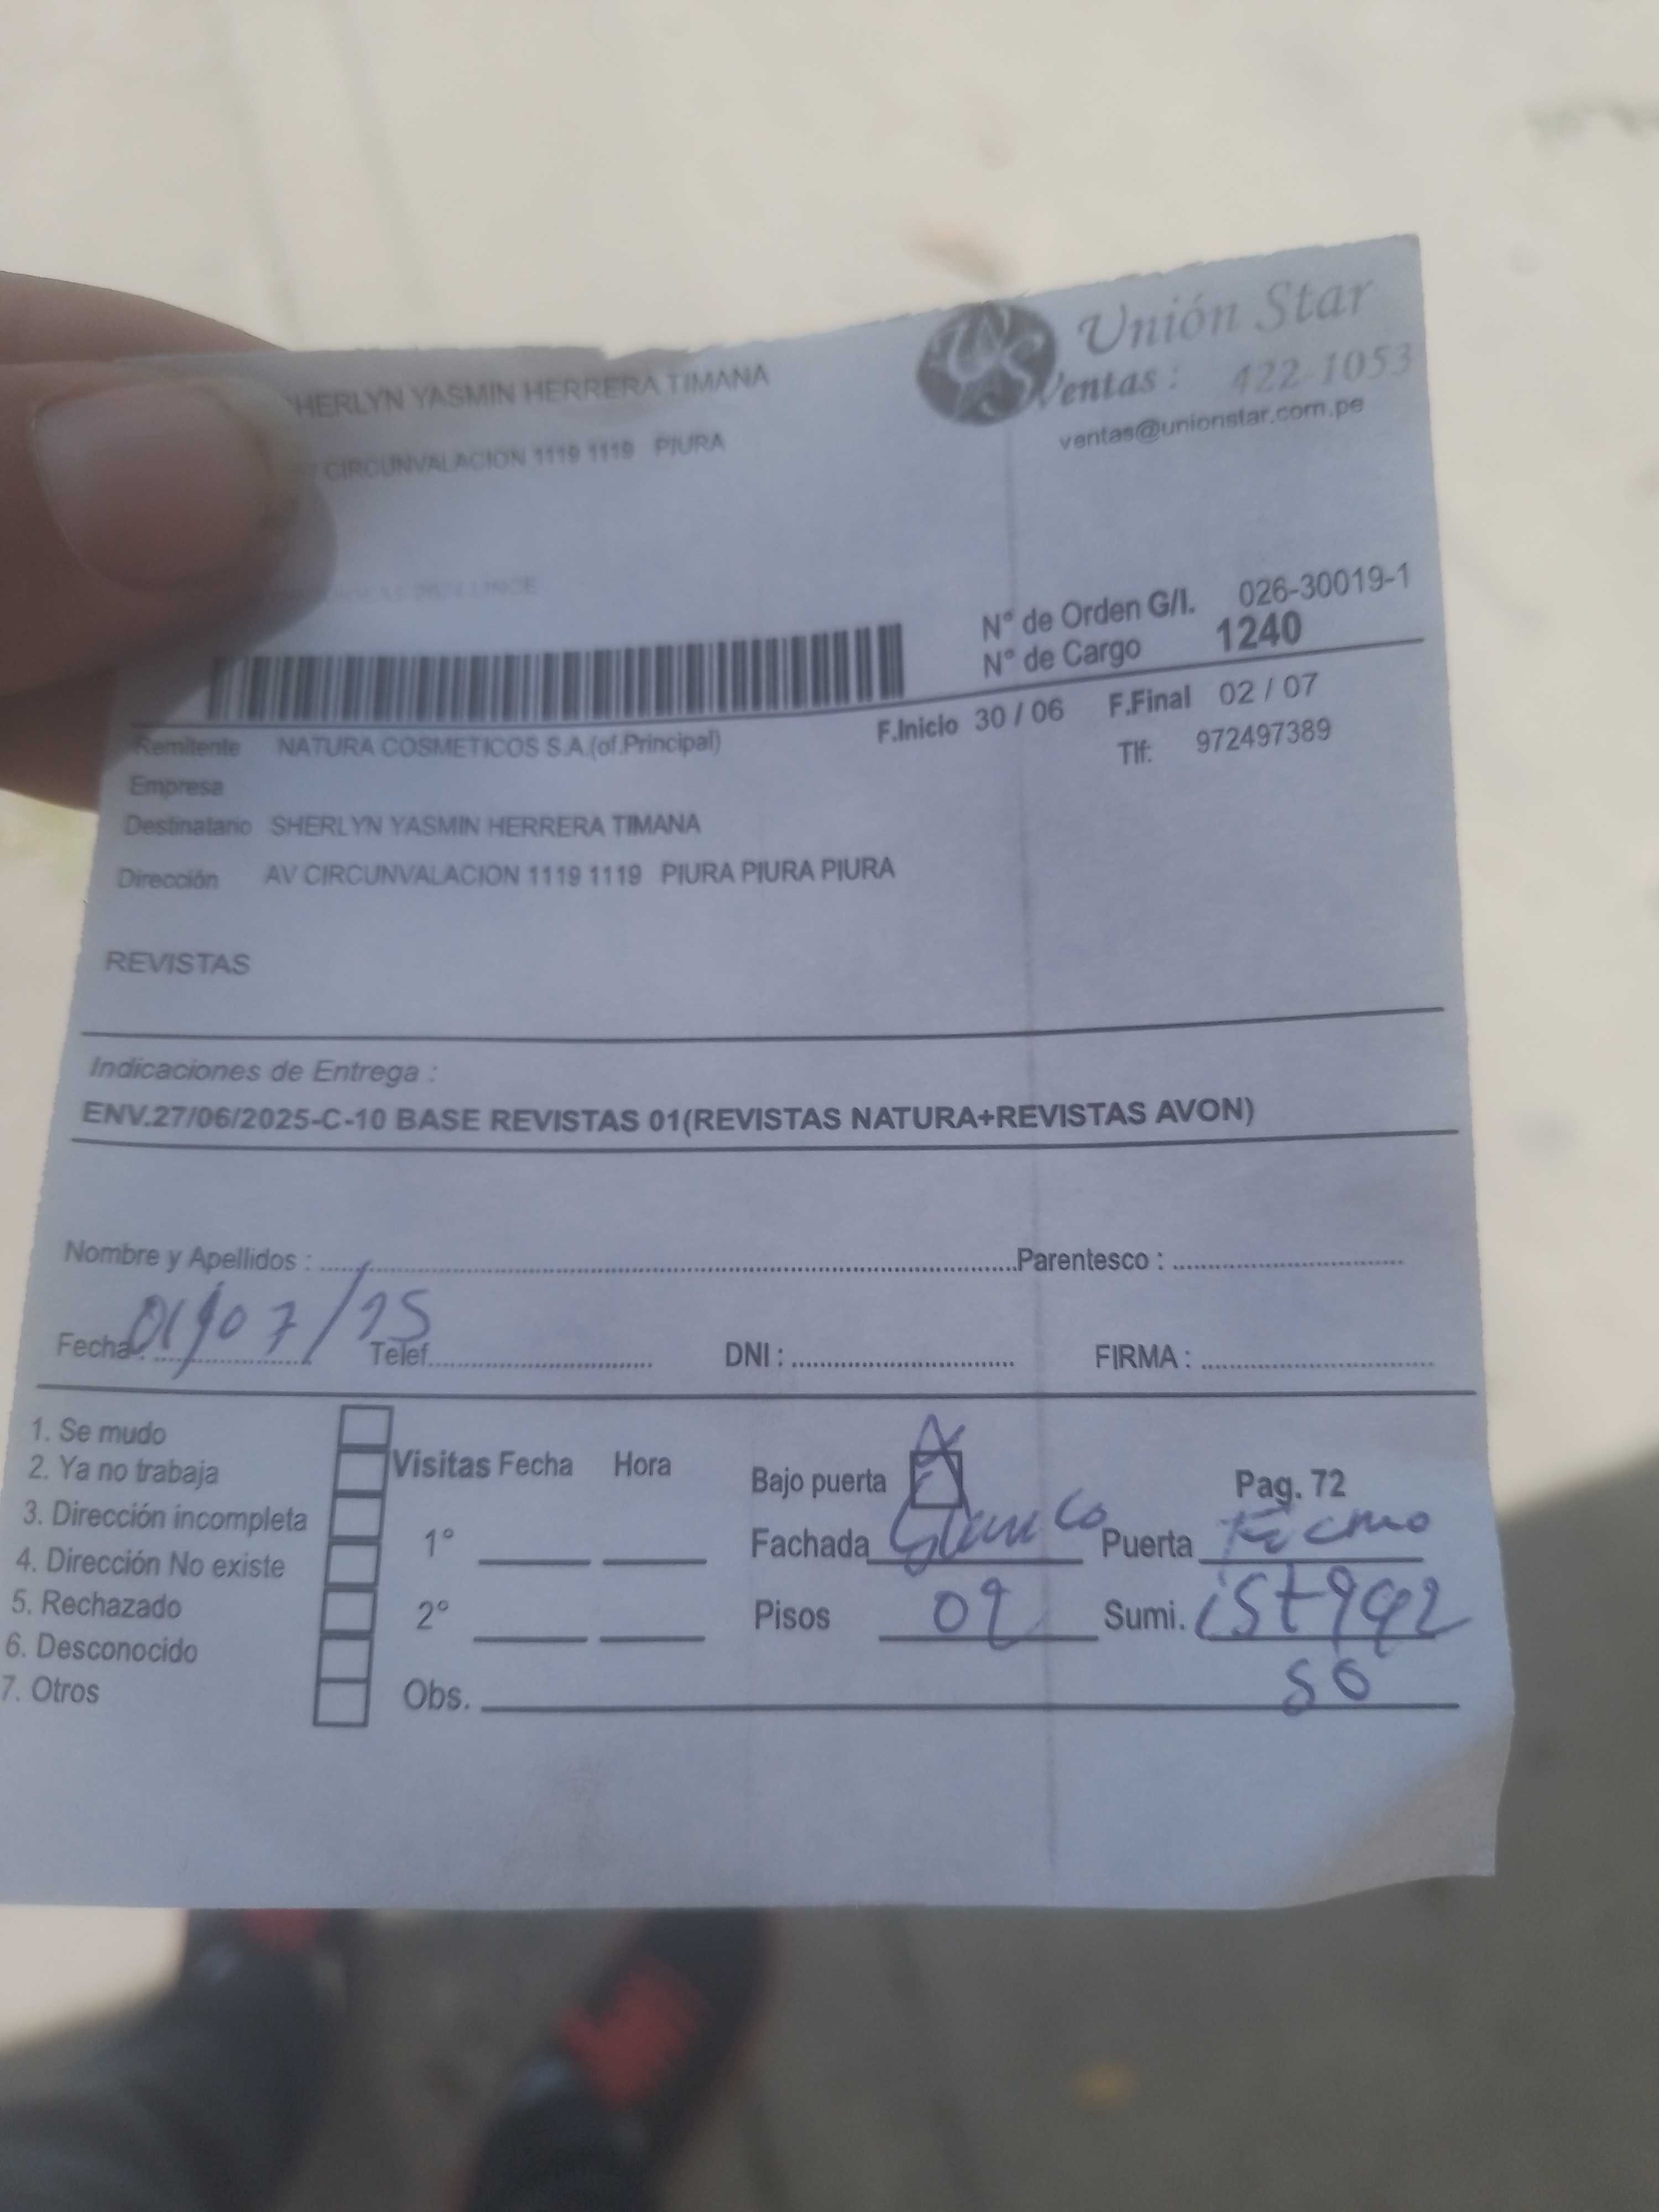 HERLYN YASMIN HERRERA TIMANA
CIRCUNVALACION 1119 1119 PIURA
Unión Star
Ventas : 422-1053
ventas@unionstar.com.pe
N° de Orden G/I. 026-30019-1
N° de Cargo 1240
F.Inicio 30 / 06 F.Final 02 / 07
Remitente NATURA COSMETICOS S.A.(of.Principal)
Tlf: 972497389
Empresa
Destinatario SHERLYN YASMIN HERRERA TIMANA
Dirección AV CIRCUNVALACION 1119 1119 PIURA PIURA PIURA
REVISTAS
Indicaciones de Entrega :
ENV.27/06/2025-C-10 BASE REVISTAS 01(REVISTAS NATURA+REVISTAS AVON)
Nombre y Apellidos : Parentesco :
Fecha : 01/07/ Telef. DNI : FIRMA :
1. Se mudo
2. Ya no trabaja
3. Dirección incompleta
4. Dirección No existe
5. Rechazado
6. Desconocido
7. Otros
Visitas Fecha Hora
1°
2°
Obs.
Bajo puerta
Pag. 72
Fachada Puerta
Pisos Sumi.